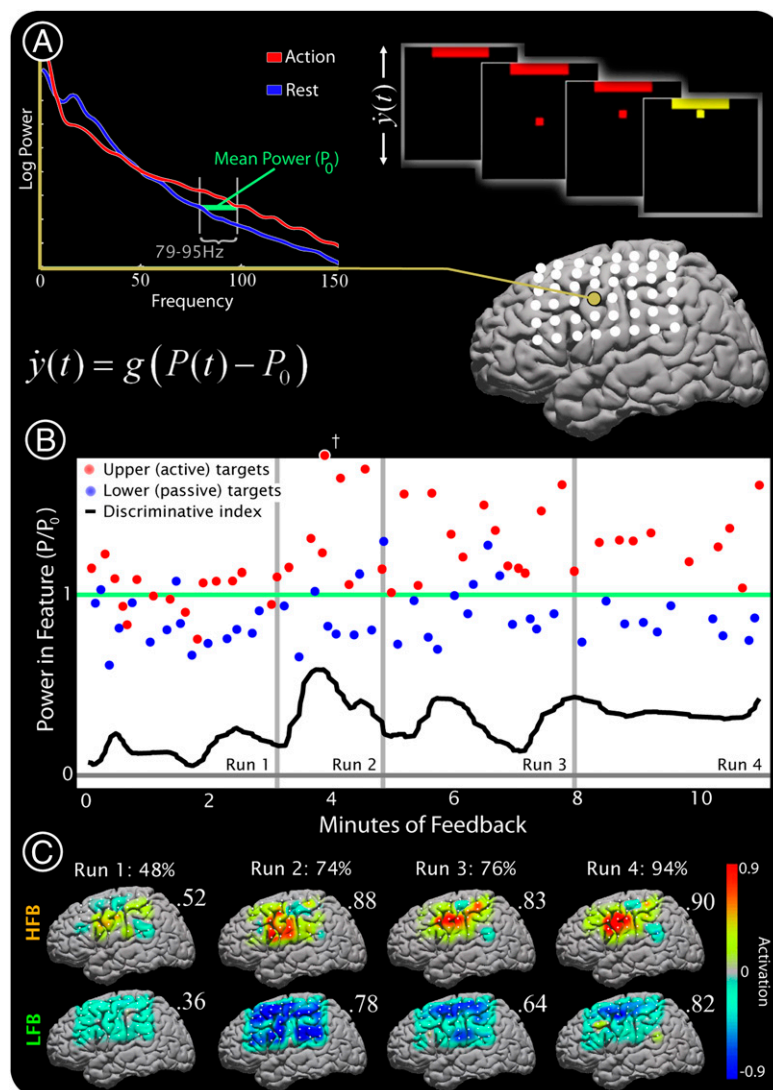 A
Action
Rest
Log Power
Mean Power (P₀)
79-95Hz
50
100
150
Frequency
ẏ(t)
ẏ(t) = g(P(t) − P₀)
B
†
Upper (active) targets
Lower (passive) targets
Discriminative index
Power in Feature (P/P₀)
1
0
Run 1
Run 2
Run 3
Run 4
0
2
4
6
8
10
Minutes of Feedback
C
Run 1: 48%
Run 2: 74%
Run 3: 76%
Run 4: 94%
HFB
.52
.88
.83
.90
LFB
.36
.78
.64
.82
0.9
0
-0.9
Activation